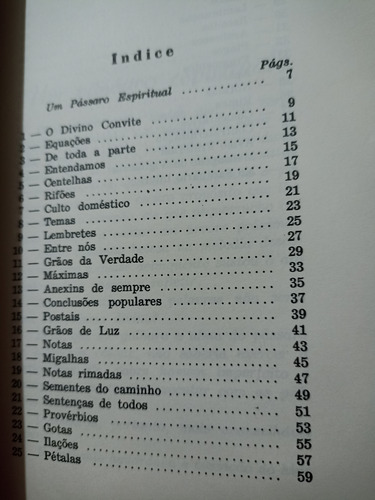 Indice
Págs.
Um Pássaro Espiritual ............ 7
1 — O Divino Convite ............ 9
2 — Equações ............ 11
3 — De toda a parte ............ 13
4 — Entendamos ............ 15
5 — Centelhas ............ 17
6 — Rifões ............ 19
7 — Culto doméstico ............ 21
8 — Temas ............ 23
9 — Lembretes ............ 25
10 — Entre nós ............ 27
11 — Grãos da Verdade ............ 29
12 — Máximas ............ 33
13 — Anexins de sempre ............ 35
14 — Conclusões populares ............ 37
15 — Postais ............ 39
16 — Grãos de Luz ............ 41
17 — Notas ............ 43
18 — Migalhas ............ 45
19 — Notas rimadas ............ 47
20 — Sementes do caminho ............ 49
21 — Sentenças de todos ............ 51
22 — Provérbios ............ 53
23 — Gotas ............ 55
24 — Ilações ............ 57
25 — Pétalas ............ 59